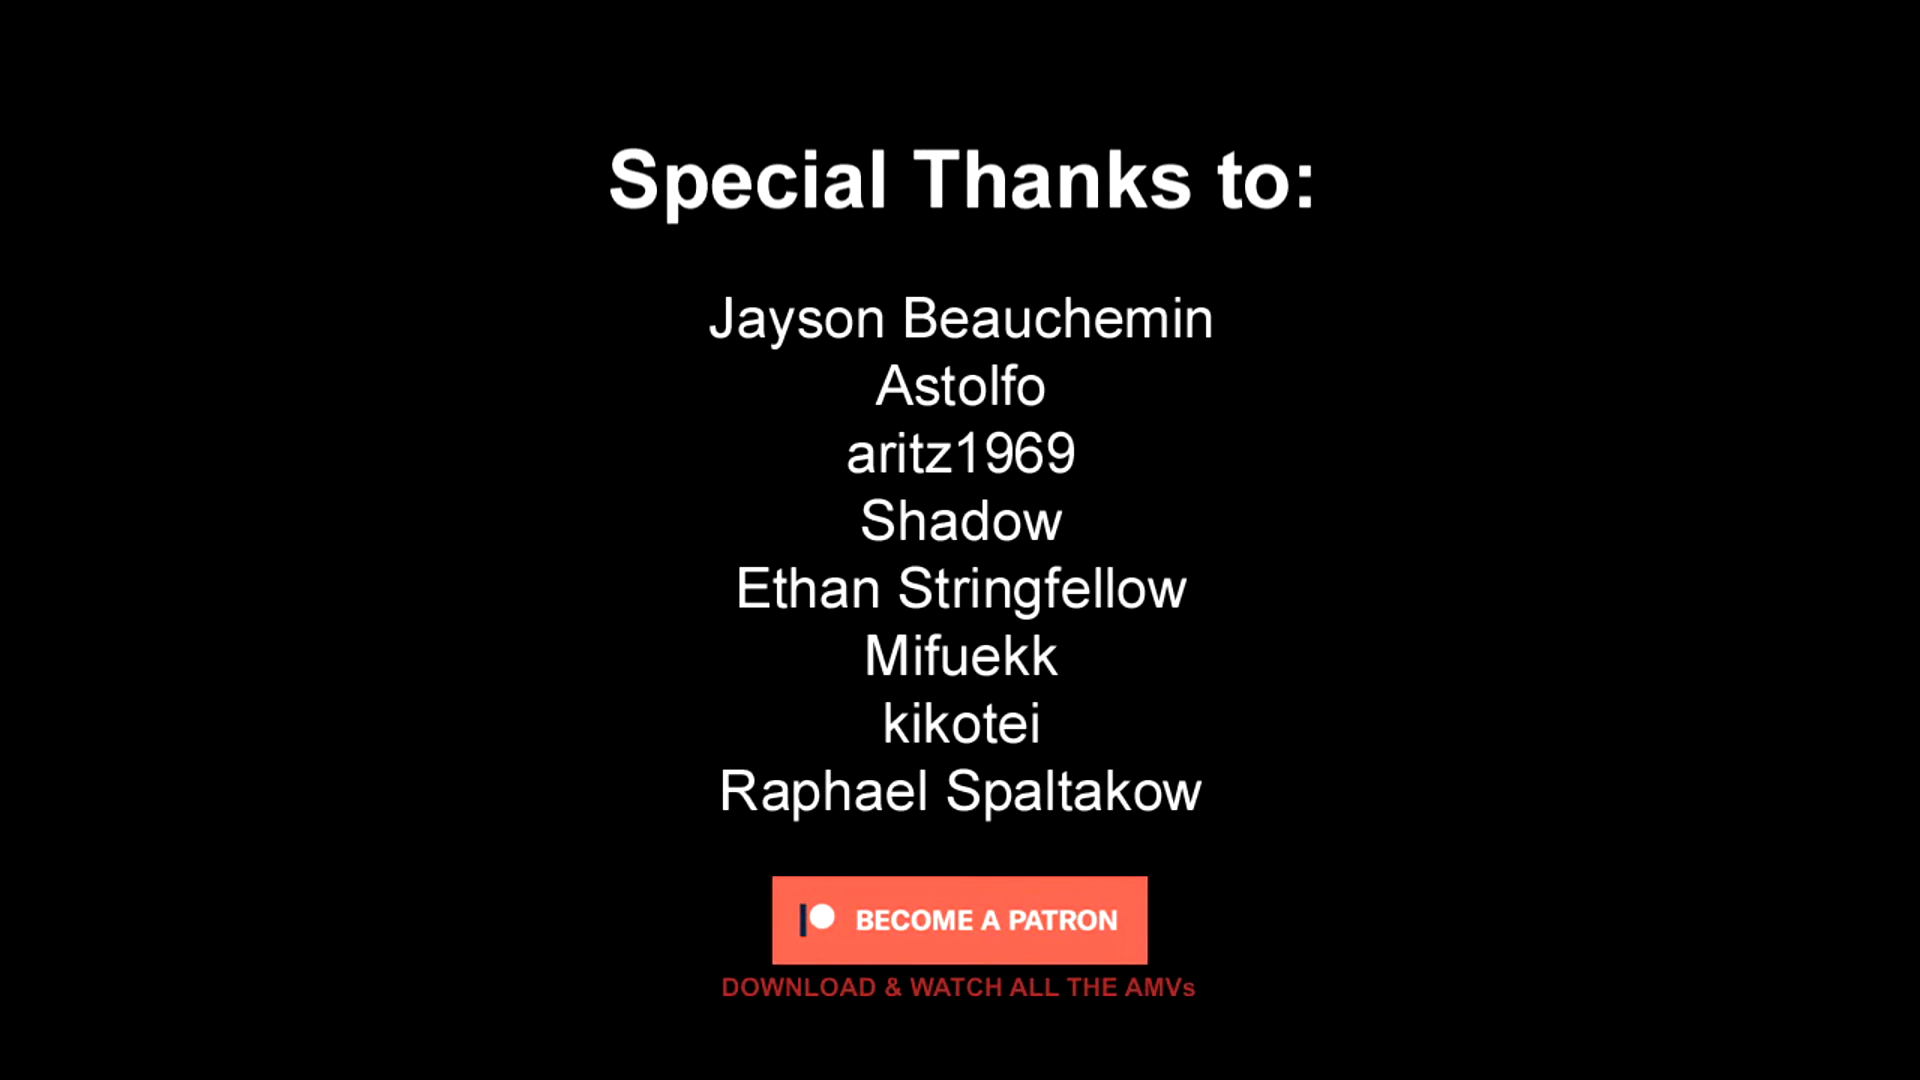 Special Thanks to:
Jayson Beauchemin
Astolfo
aritz1969
Shadow
Ethan Stringfellow
Mifuekk
kikotei
Raphael Spaltakow
BECOME A PATRON
DOWNLOAD & WATCH ALL THE AMVs